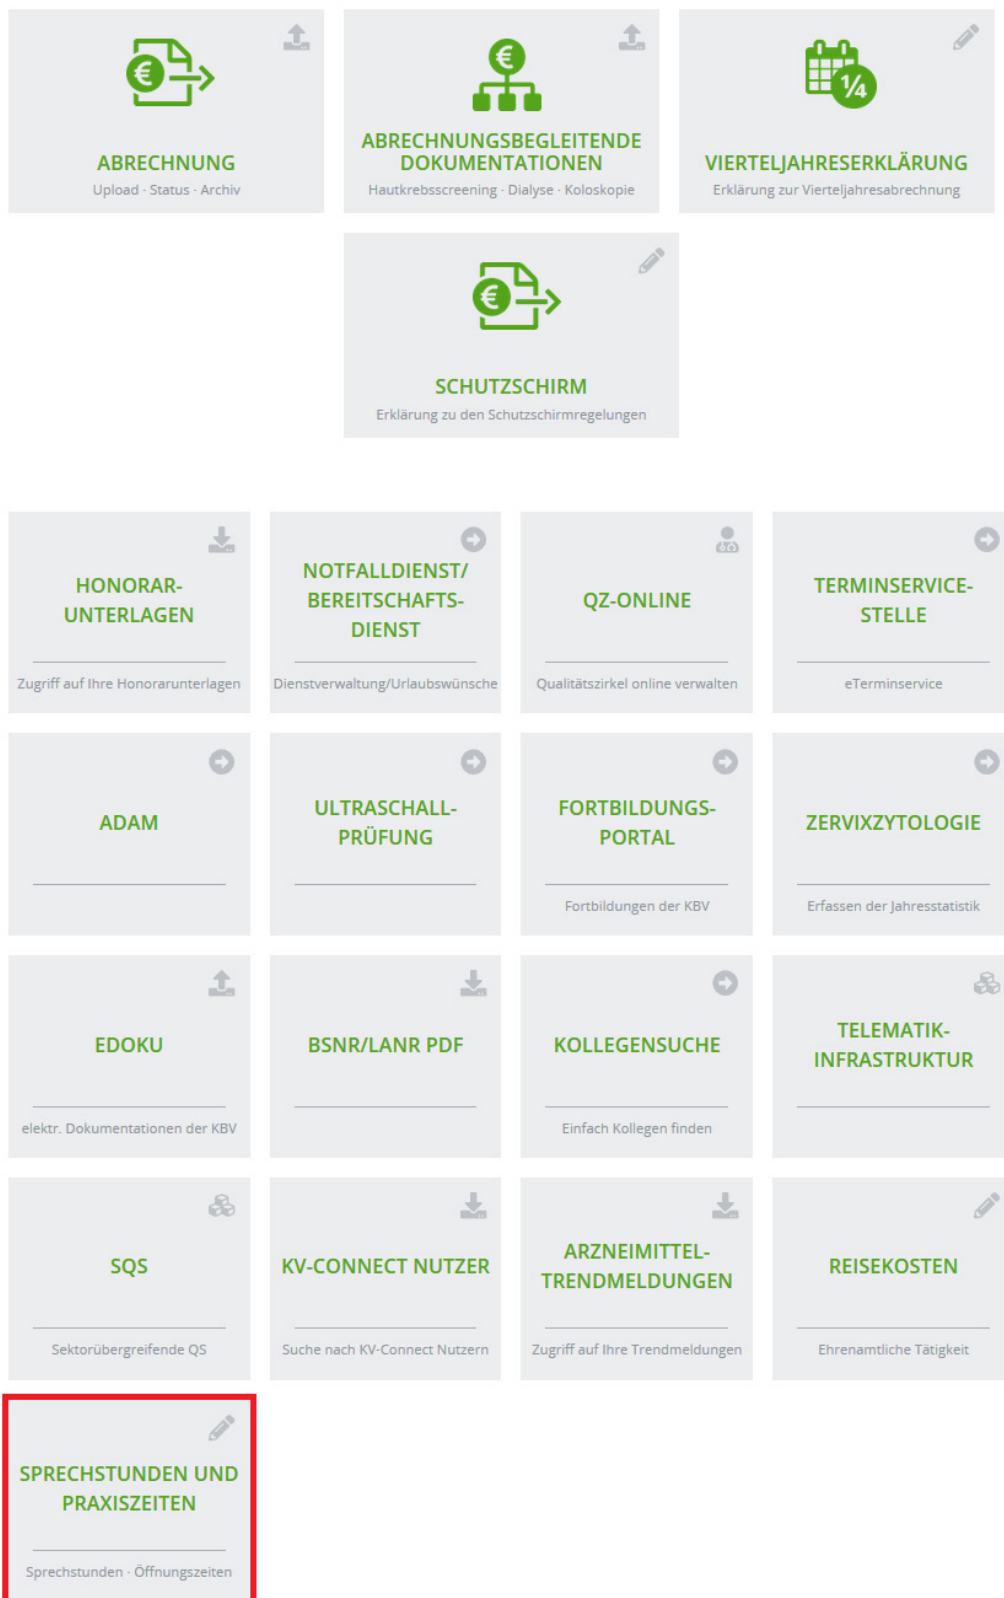 ABRECHNUNG
Upload · Status · Archiv
ABRECHNUNGSBEGLEITENDE
DOKUMENTATIONEN
Hautkrebsscreening · Dialyse · Koloskopie
1/4
VIERTELJAHRESERKLÄRUNG
Erklärung zur Vierteljahresabrechnung
SCHUTZSCHIRM
Erklärung zu den Schutzschirmregelungen
HONORAR-
UNTERLAGEN
Zugriff auf Ihre Honorarunterlagen
NOTFALLDIENST/
BEREITSCHAFTS-
DIENST
Dienstverwaltung/Urlaubswünsche
QZ-ONLINE
Qualitätszirkel online verwalten
TERMINSERVICE-
STELLE
eTerminservice
ADAM
ULTRASCHALL-
PRÜFUNG
FORTBILDUNGS-
PORTAL
Fortbildungen der KBV
ZERVIXZYTOLOGIE
Erfassen der Jahresstatistik
EDOKU
elektr. Dokumentationen der KBV
BSNR/LANR PDF
KOLLEGENSUCHE
Einfach Kollegen finden
TELEMATIK-
INFRASTRUKTUR
SQS
Sektorübergreifende QS
KV-CONNECT NUTZER
Suche nach KV-Connect Nutzern
ARZNEIMITTEL-
TRENDMELDUNGEN
Zugriff auf Ihre Trendmeldungen
REISEKOSTEN
Ehrenamtliche Tätigkeit
SPRECHSTUNDEN UND
PRAXISZEITEN
Sprechstunden · Öffnungszeiten